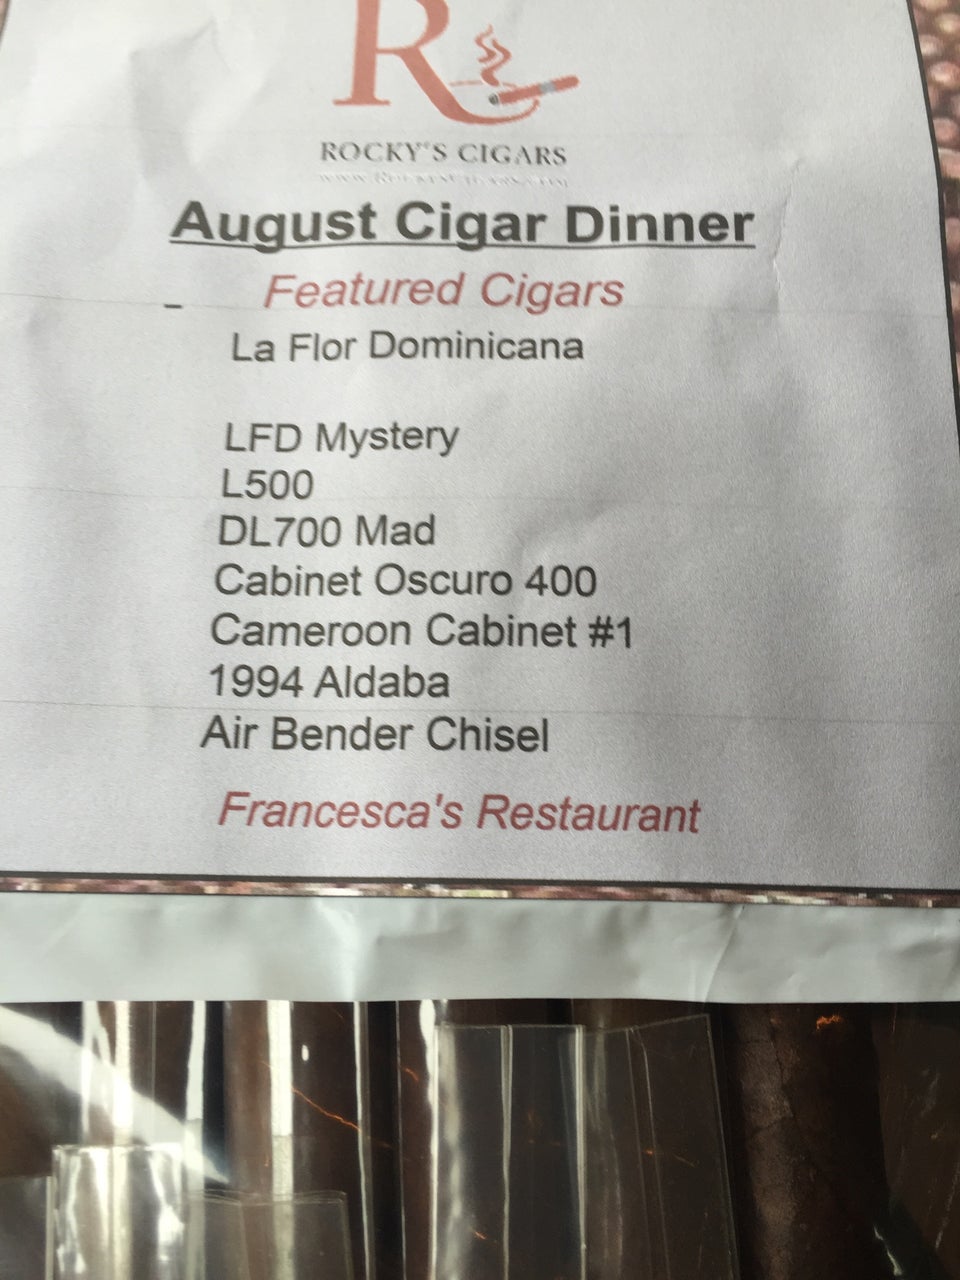 R
ROCKY'S CIGARS
August Cigar Dinner
Featured Cigars
La Flor Dominicana
LFD Mystery
L500
DL700 Mad
Cabinet Oscuro 400
Cameroon Cabinet #1
1994 Aldaba
Air Bender Chisel
Francesca's Restaurant